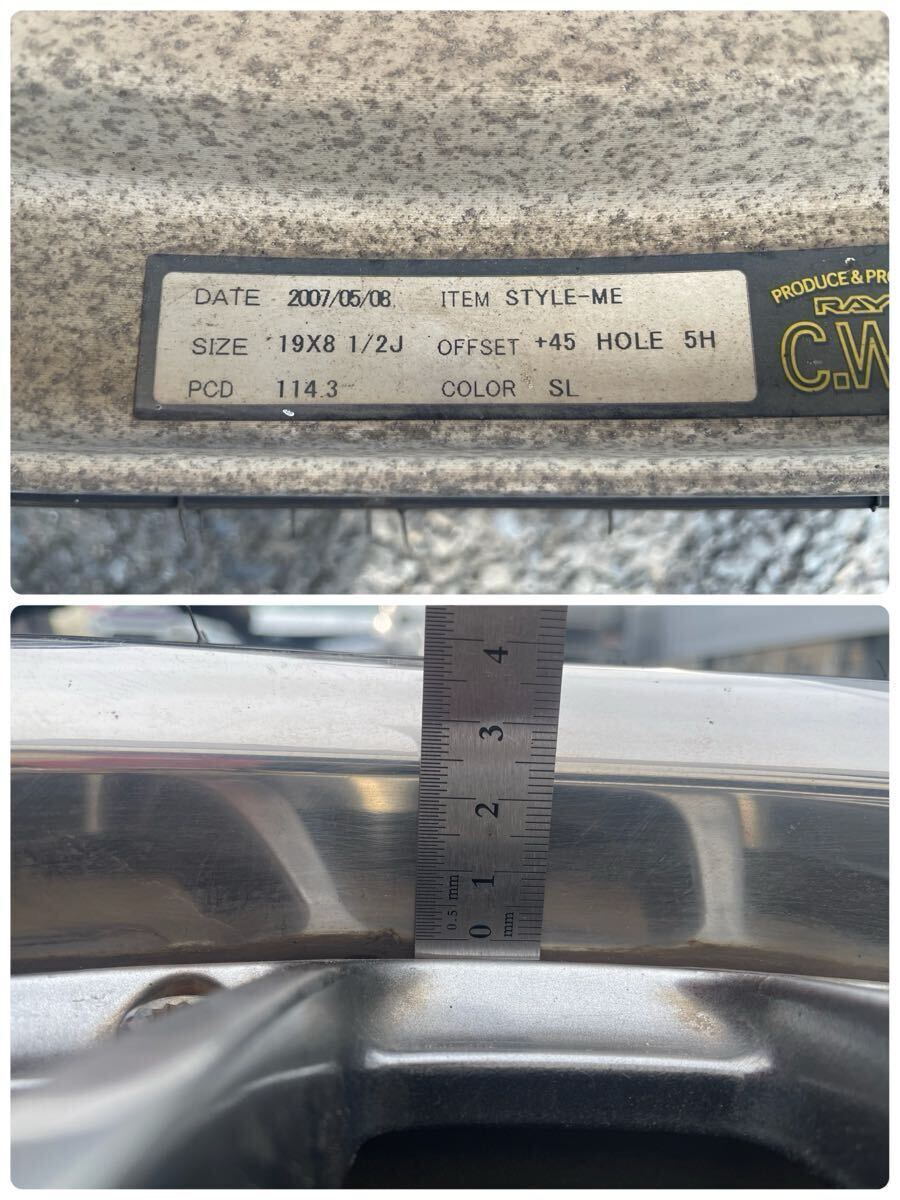 DATE 2007/05/08 ITEM STYLE-ME
SIZE 19X8 1/2J OFFSET +45 HOLE 5H
PCD 114.3 COLOR SL
PRODUCE & PRO
RAY
C.W
4
3
2
1
0
0.5 mm
mm